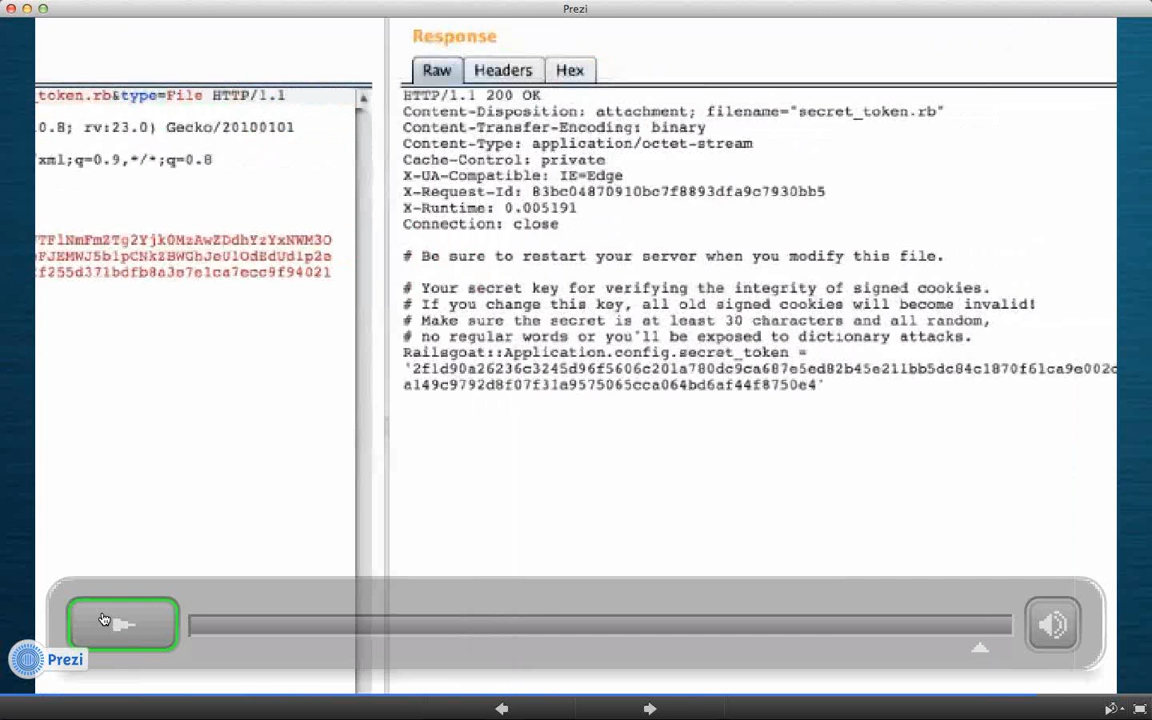 Prezi
Response
Raw Headers Hex
_token.rb&type=File HTTP/1.1
0.8; rv:23.0) Gecko/20100101
xml;q=0.9,*/*;q=0.8
HTTP/1.1 200 OK
Content-Disposition: attachment; filename="secret_token.rb"
Content-Transfer-Encoding: binary
Content-Type: application/octet-stream
Cache-Control: private
X-UA-Compatible: IE=Edge
X-Request-Id: 83bc04870910bc7f8893dfa9c7930bb5
X-Runtime: 0.005191
Connection: close
# Be sure to restart your server when you modify this file.
# Your secret key for verifying the integrity of signed cookies.
# If you change this key, all old signed cookies will become invalid!
# Make sure the secret is at least 30 characters and all random,
# no regular words or you'll be exposed to dictionary attacks.
Railsgoat::Application.config.secret_token =
Prezi